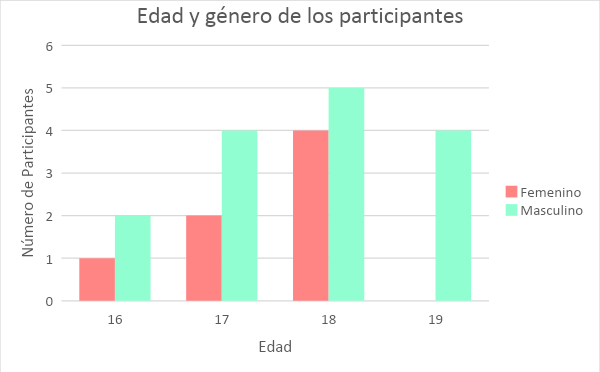 Edad y género de los participantes
6
5
4
3
2
1
0
Número de Participantes
16 17 18 19
Edad
Femenino
Masculino